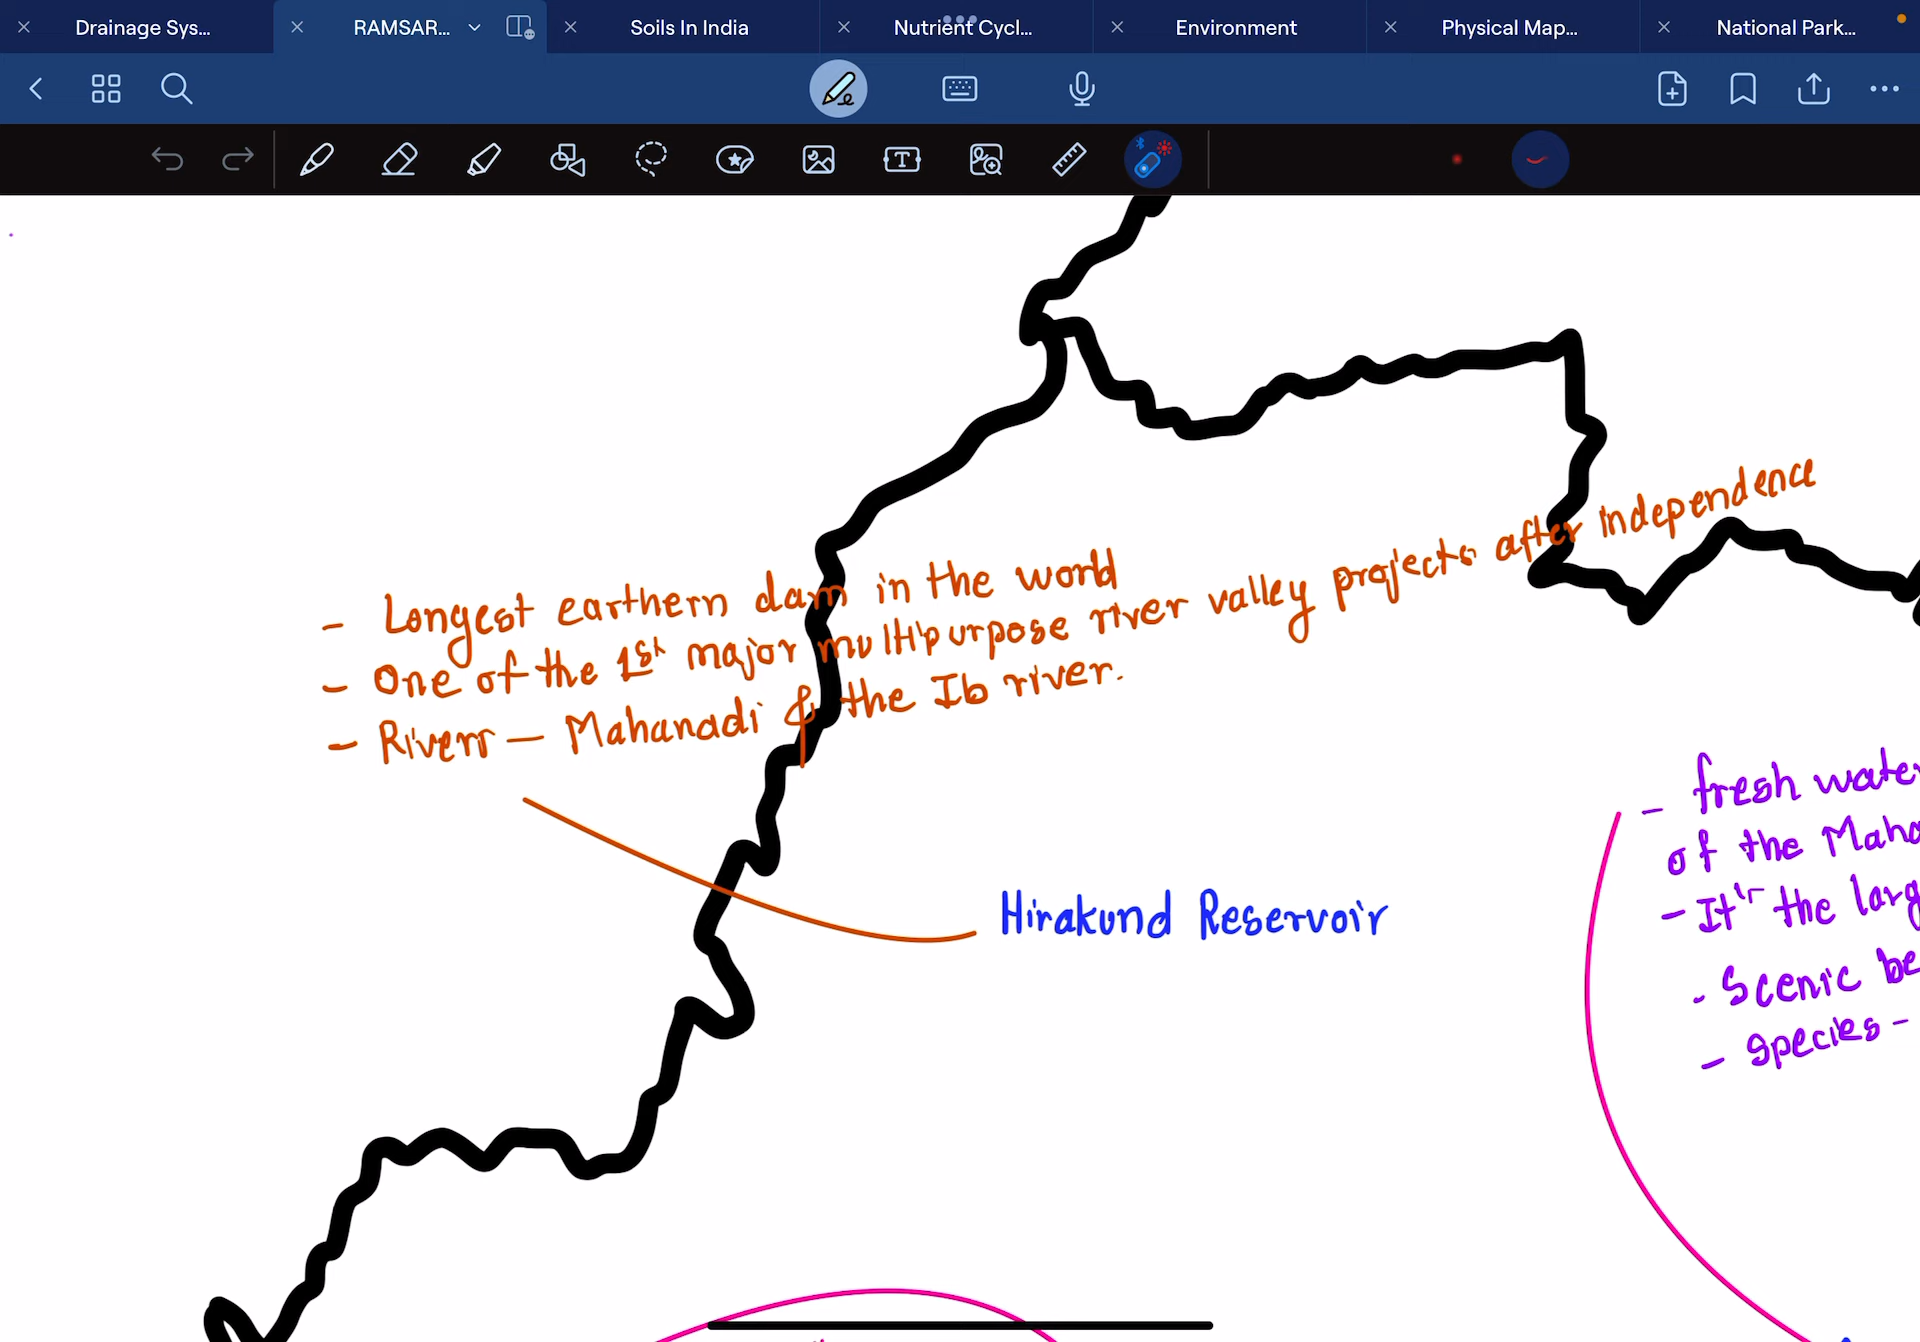 Drainage Sys...
RAMSAR...
Soils In India
Nutrient Cycl...
Environment
Physical Map...
National Park...
- Longest earthern dam in the world
- One of the 1st major multipurpose river valley projects after independence
- Rivers — Mahanadi & the Ib river.
Hirakund Reservoir
- fresh wate
of the Maha
- It's the larg
- Scenic be
- Species -